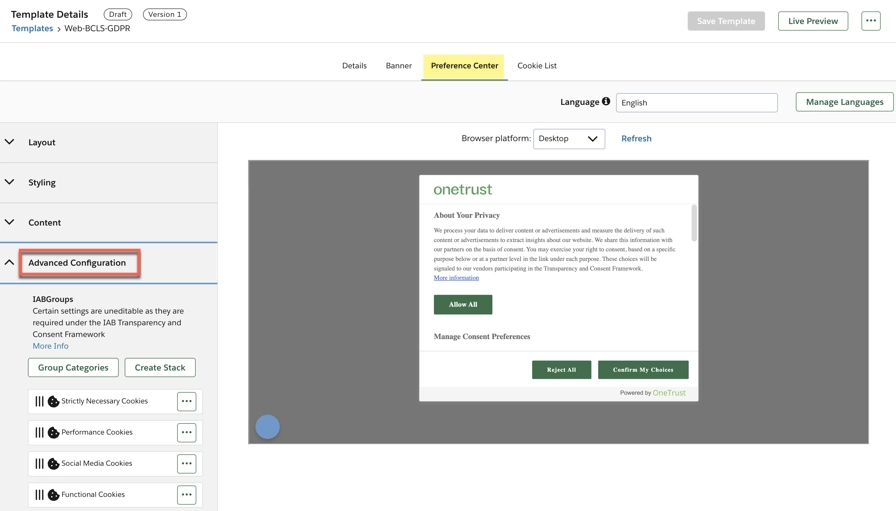 Template Details Draft Version 1
Templates > Web-BCLS-GDPR
Save Template Live Preview ...
Details Banner Preference Center Cookie List
Language English Manage Languages
Browser platform: Desktop Refresh
Layout
Styling
Content
Advanced Configuration
IABGroups
Certain settings are uneditable as they are
required under the IAB Transparency and
Consent Framework
More Info
Group Categories Create Stack
Strictly Necessary Cookies ...
Performance Cookies ...
Social Media Cookies ...
Functional Cookies ...
onetrust
About Your Privacy
We process your data to deliver content or advertisements and measure the delivery of such
content or advertisements to extract insights about our website. We share this information with
our partners on the basis of consent. You may exercise your right to consent, based on a specific
purpose below or at a partner level in the link under each purpose. These choices will be
signaled to our vendors participating in the Transparency and Consent Framework.
More information
Allow All
Manage Consent Preferences
Reject All Confirm My Choices
Powered by OneTrust